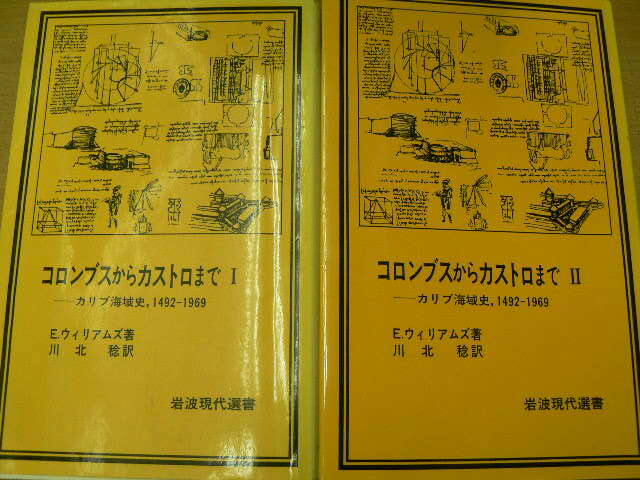 コロンブスからカストロまで I
——カリブ海域史，1492-1969
E.ウィリアムズ著
川北 稔訳
岩波現代選書
コロンブスからカストロまで II
——カリブ海域史，1492-1969
E.ウィリアムズ著
川北 稔訳
岩波現代選書